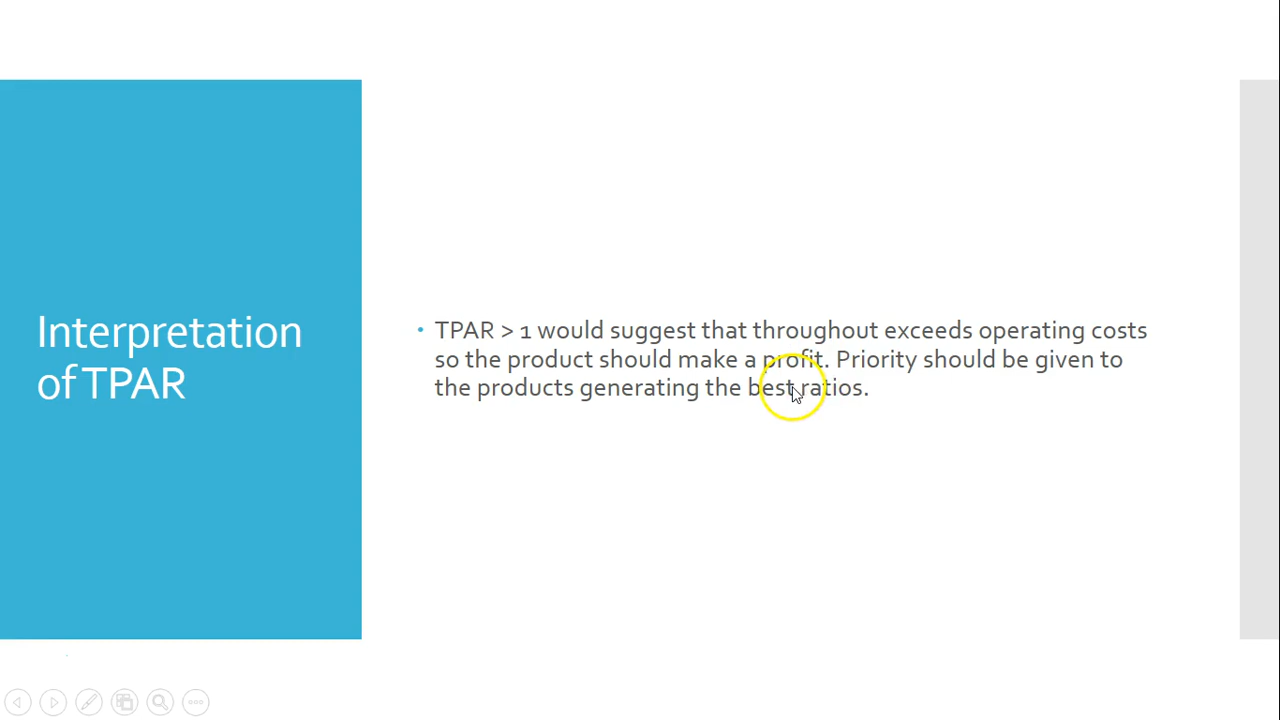 Interpretation
of TPAR
• TPAR > 1 would suggest that throughout exceeds operating costs
so the product should make a profit. Priority should be given to
the products generating the best ratios.